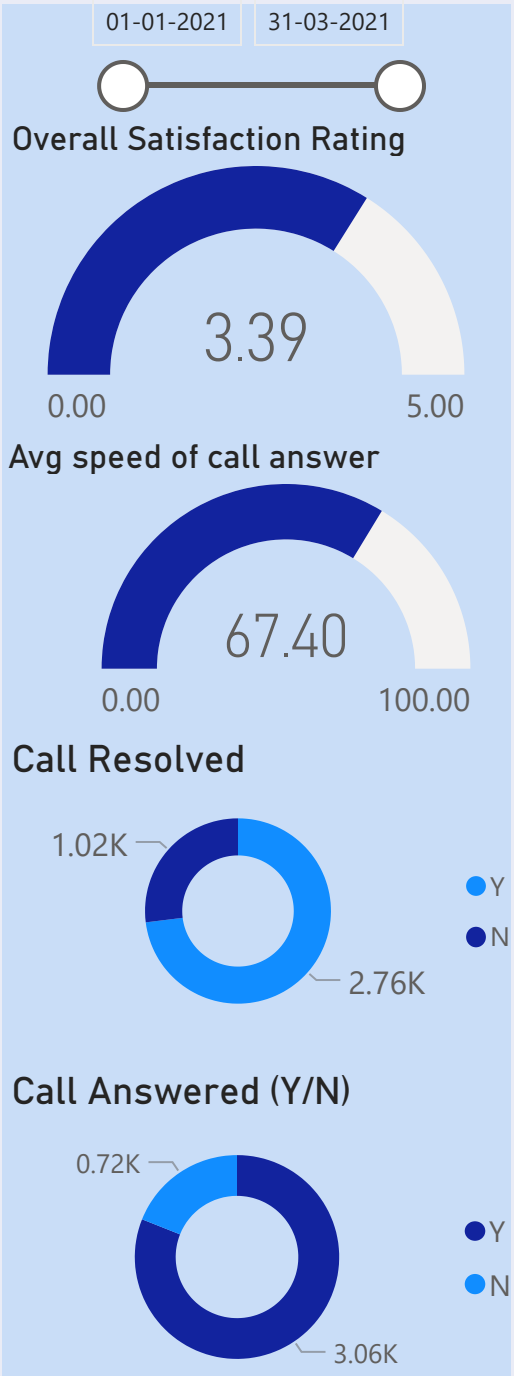 01-01-2021 31-03-2021
Overall Satisfaction Rating
3.39
0.00 5.00
Avg speed of call answer
67.40
0.00 100.00
Call Resolved
1.02K
Y
N
2.76K
Call Answered (Y/N)
0.72K
Y
N
3.06K